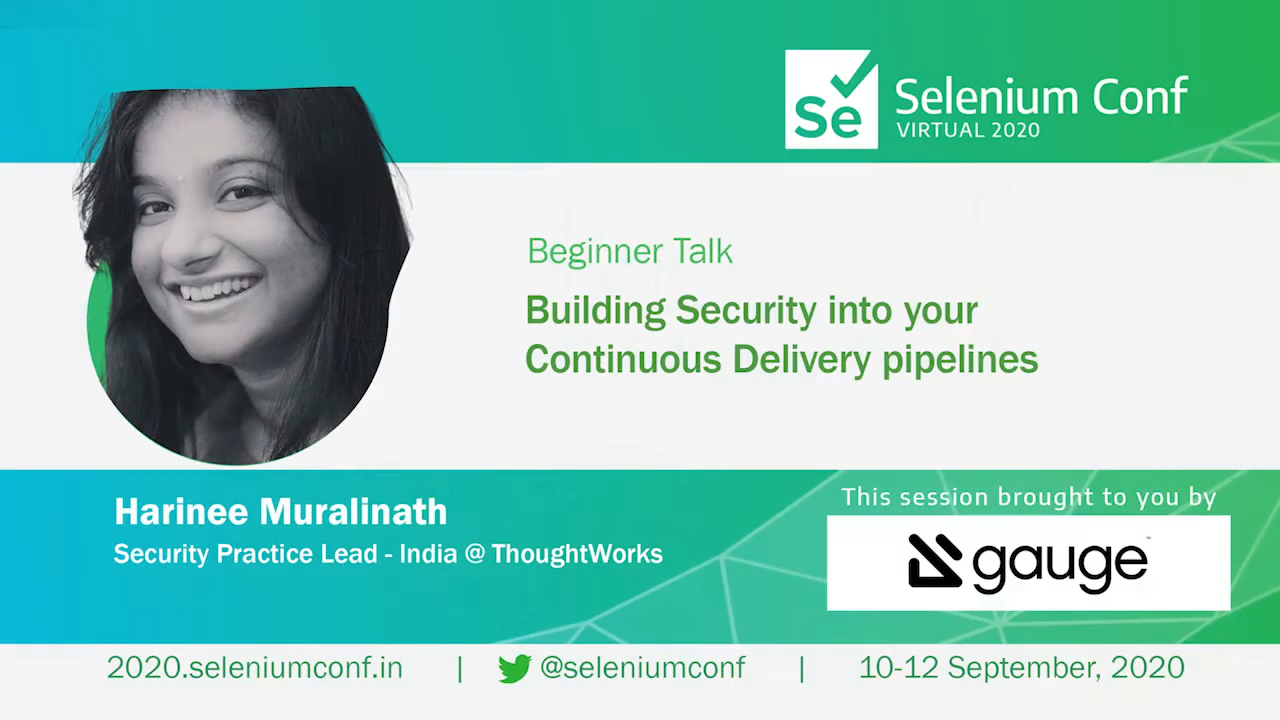 Se
Selenium Conf
VIRTUAL 2020
Beginner Talk
Building Security into your
Continuous Delivery pipelines
Harinee Muralinath
Security Practice Lead - India @ ThoughtWorks
This session brought to you by
gauge™
2020.seleniumconf.in | @seleniumconf | 10-12 September, 2020